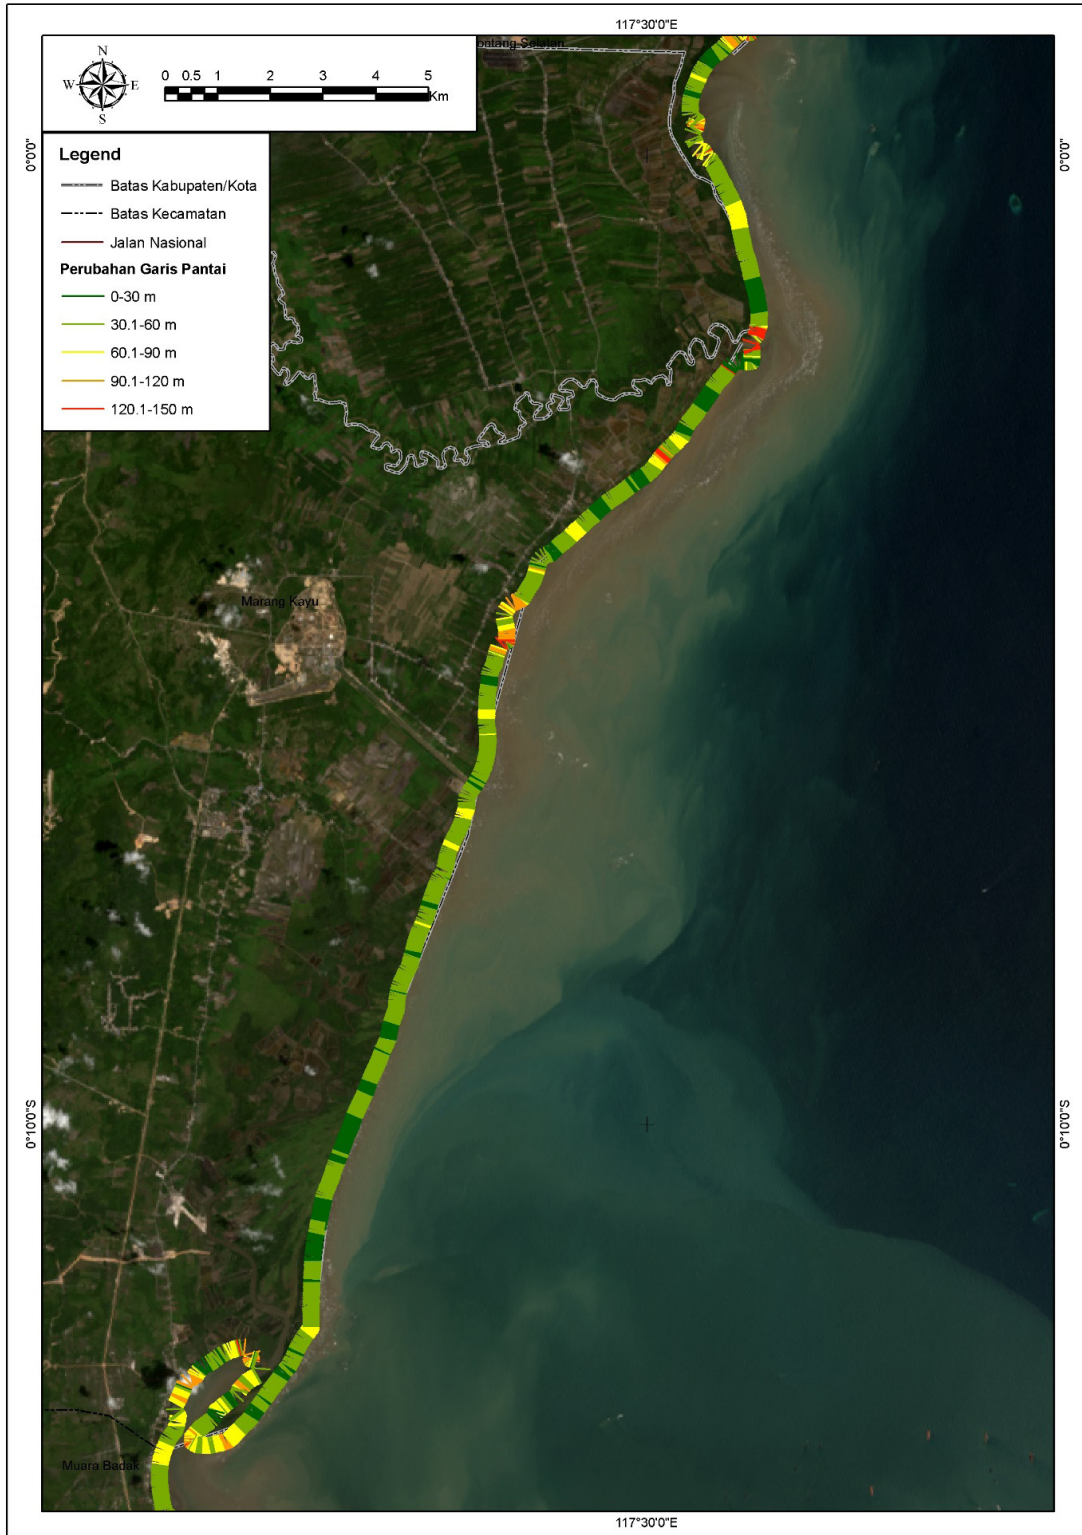 117°30'0"E
N
W E
S
0 0.5 1 2 3 4 5
Km
ontang Selatan
Legend
Batas Kabupaten/Kota
Batas Kecamatan
Jalan Nasional
Perubahan Garis Pantai
0-30 m
30.1-60 m
60.1-90 m
90.1-120 m
120.1-150 m
0°0'0"
0°0'0"
Marang Kayu
0°10'0"S
0°10'0"S
Muara Badak
117°30'0"E